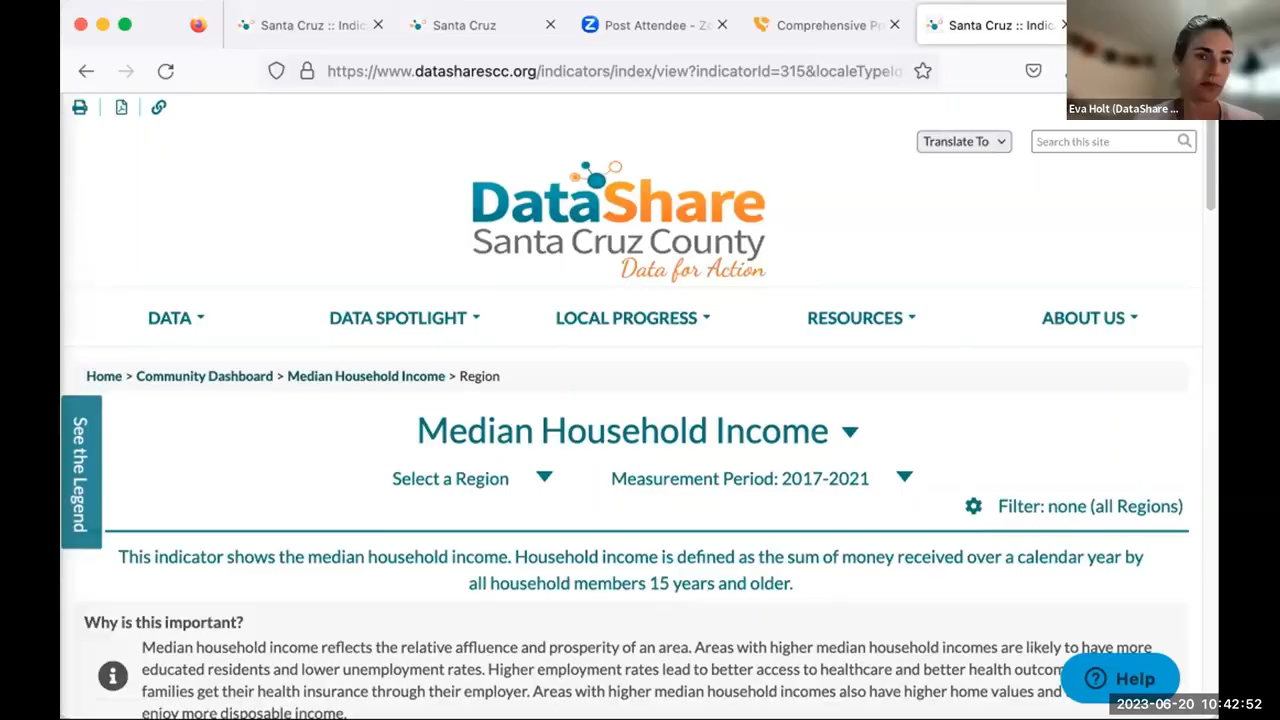 Santa Cruz :: Indic
Santa Cruz
Post Attendee - Zo
Comprehensive Po
Santa Cruz :: Indic
https://www.datasharescc.org/indicators/index/view?indicatorId=315&localeTypeId
Eva Holt (DataShare ...
Translate To
Search this site
DataShare
Santa Cruz County
Data for Action
DATA
DATA SPOTLIGHT
LOCAL PROGRESS
RESOURCES
ABOUT US
Home > Community Dashboard > Median Household Income > Region
See the Legend
Median Household Income
Select a Region
Measurement Period: 2017-2021
Filter: none (all Regions)
This indicator shows the median household income. Household income is defined as the sum of money received over a calendar year by
all household members 15 years and older.
Why is this important?
Median household income reflects the relative affluence and prosperity of an area. Areas with higher median household incomes are likely to have more
educated residents and lower unemployment rates. Higher employment rates lead to better access to healthcare and better health outcom
families get their health insurance through their employer. Areas with higher median household incomes also have higher home values and
enjoy more disposable income.
Help
2023-06-20 10:42:52